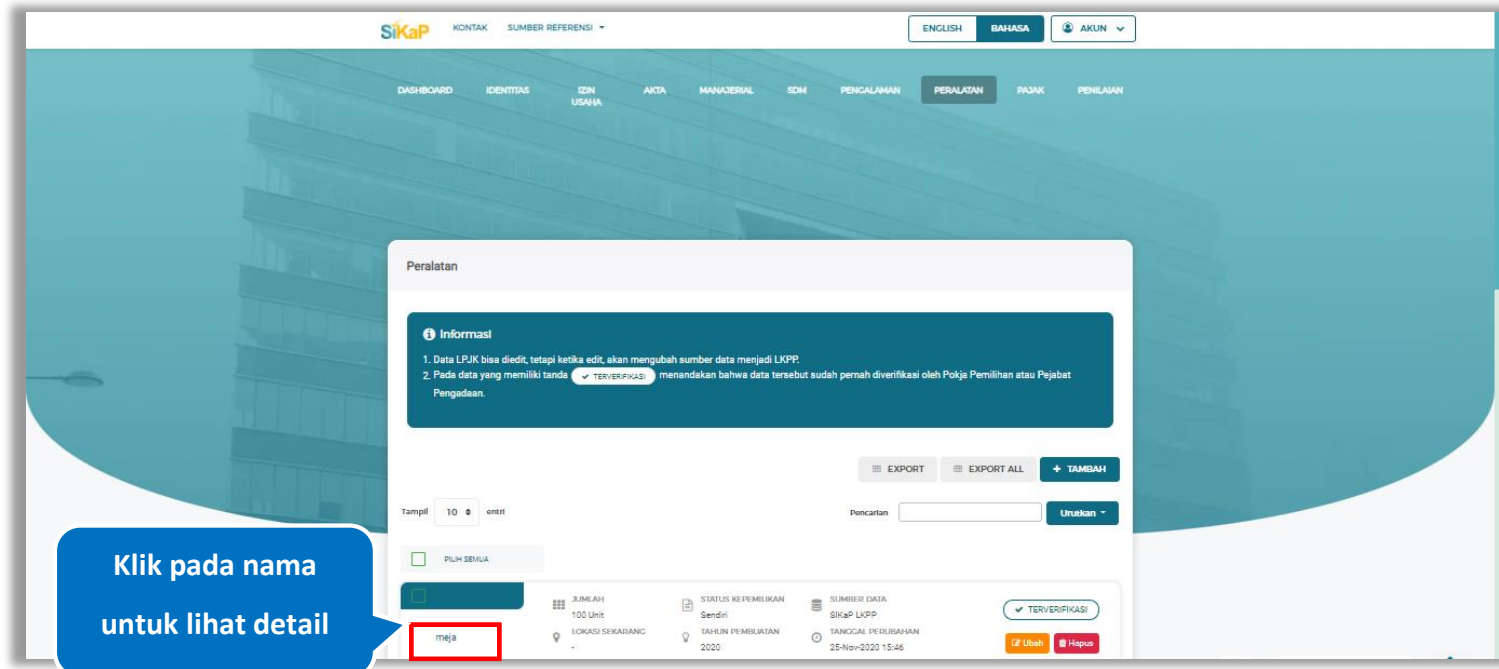 SiKaP KONTAK SUMBER REFERENSI ENGLISH BAHASA AKUN
DASHBOARD IDENTITAS IZIN USAHA AKTA MANAJERIAL SDM PENGALAMAN PERALATAN PAJAK PENILAIAN
Peralatan
Informasi
1. Data LPJK bisa diedit, tetapi ketika edit, akan mengubah sumber data menjadi LKPP.
2. Pada data yang memiliki tanda TERVERIFIKASI menandakan bahwa data tersebut sudah pernah diverifikasi oleh Pokja Pemilihan atau Pejabat
Pengadaan.
EXPORT EXPORT ALL + TAMBAH
Tampil 10 entri Pencarian Urutkan
PILIH SEMUA
Klik pada nama
untuk lihat detail
meja
JUMLAH
100 Unit
STATUS KEPEMILIKAN
Sendiri
SUMBER DATA
SIKaP LKPP
TERVERIFIKASI
LOKASI SEKARANG
-
TAHUN PEMBUATAN
2020
TANGGAL PERUBAHAN
25-Nov-2020 15:46
Ubah Hapus